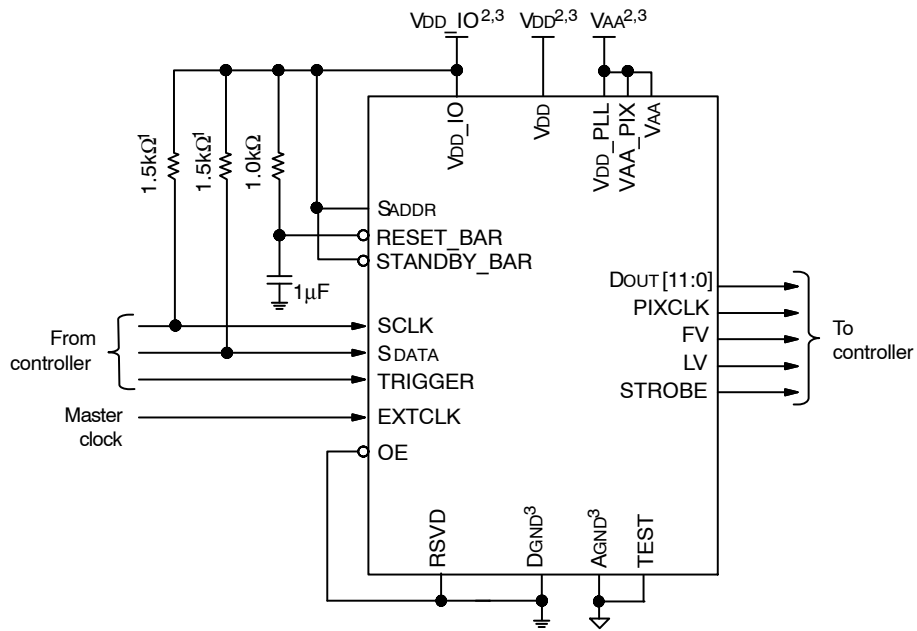 VDD_IO2,3 VDD2,3 VAA2,3
1.5kΩ1
1.5kΩ1
1.0kΩ
VDD_IO
VDD
VDD_PLL
VAA_PIX
VAA
SADDR
RESET_BAR
STANDBY_BAR
1μF
From
controller
SCLK
SDATA
TRIGGER
Master
clock
EXTCLK
OE
DOUT [11:0]
PIXCLK
FV
LV
STROBE
To
controller
RSVD
DGND3
AGND3
TEST